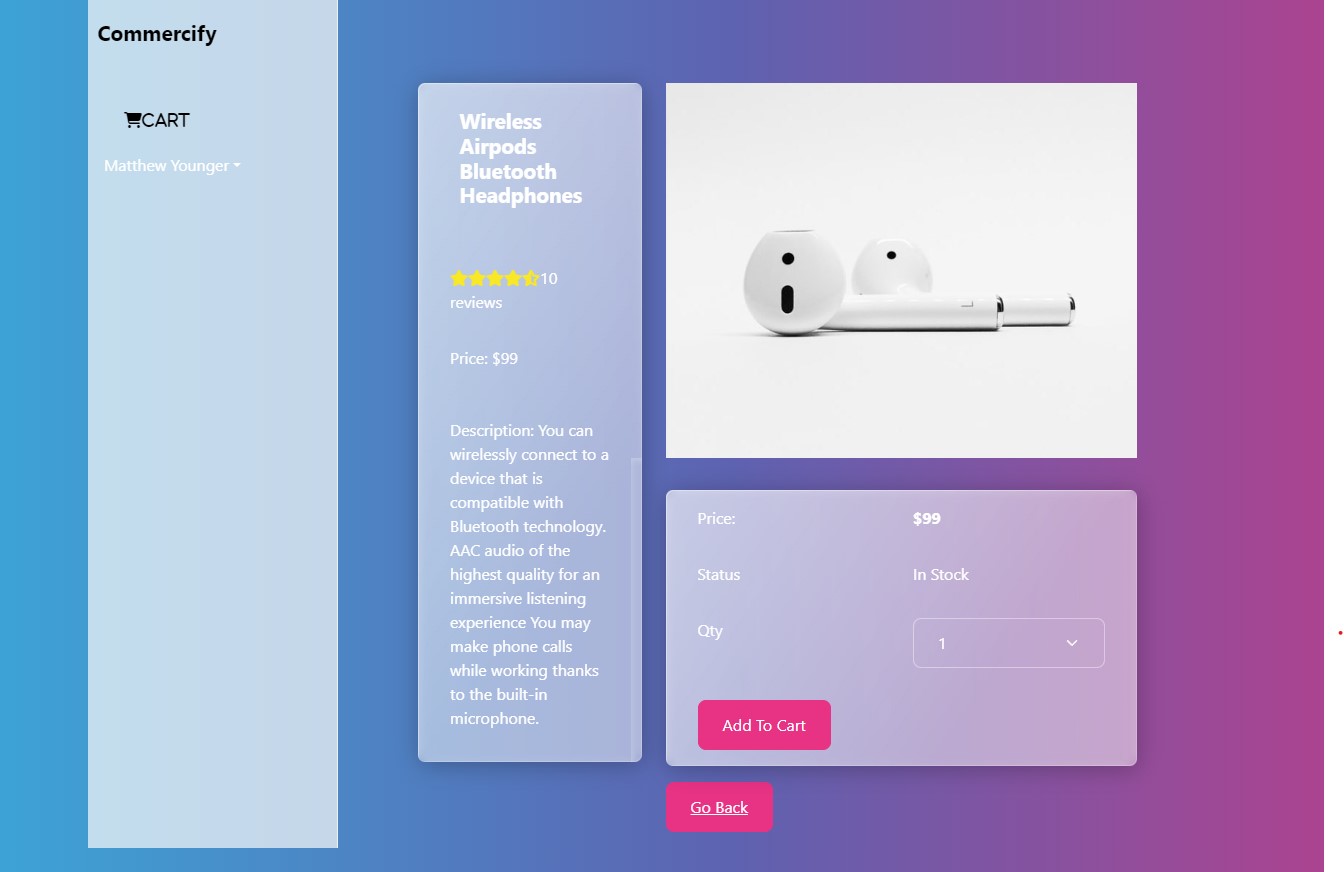 Commercify
CART
Matthew Younger
Wireless
Airpods
Bluetooth
Headphones
10
reviews
Price: $99
Description: You can
wirelessly connect to a
device that is
compatible with
Bluetooth technology.
AAC audio of the
highest quality for an
immersive listening
experience You may
make phone calls
while working thanks
to the built-in
microphone.
L
Price: $99
Status In Stock
Qty 1
Add To Cart
Go Back